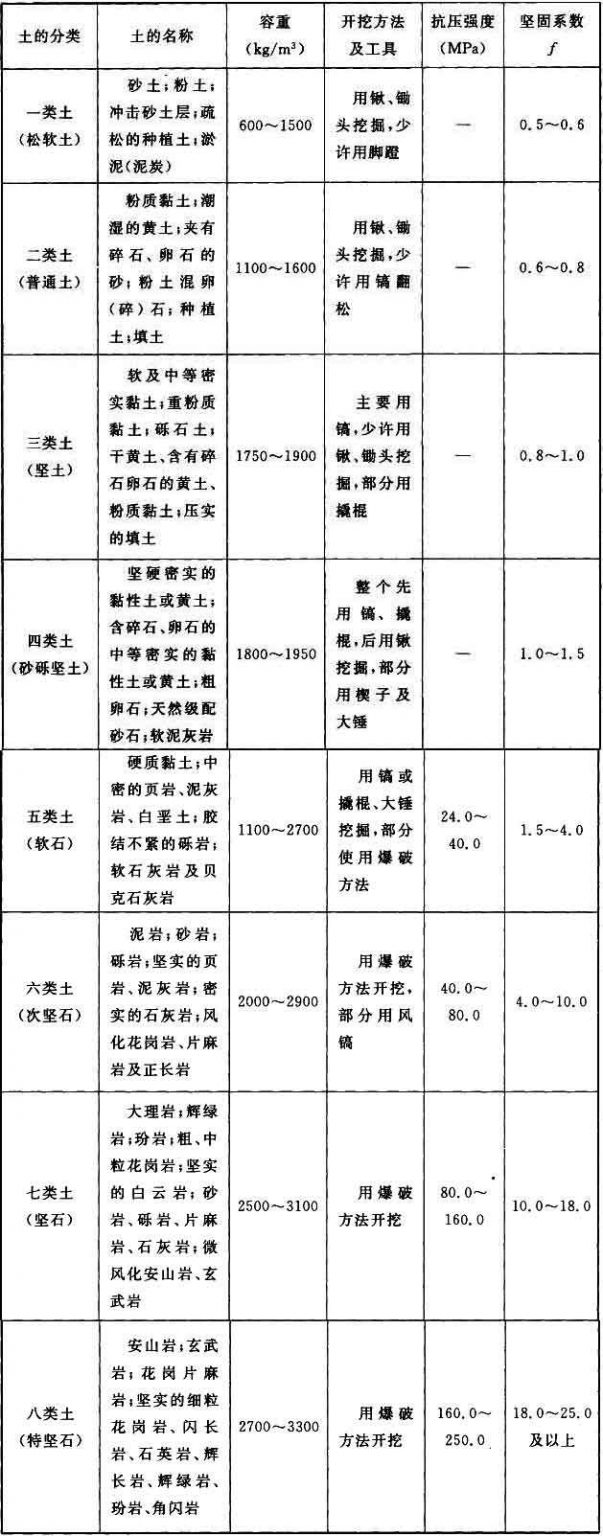 土的分类
土的名称
容重
(kg/m³)
开挖方法
及工具
抗压强度
(MPa)
坚固系数
f
一类土
(松软土)
砂土;粉土;
冲击砂土层;疏
松的种植土;淤
泥(泥炭)
600～1500
用锹、锄
头挖掘,少
许用脚蹬
—
0.5～0.6
二类土
(普通土)
粉质黏土;潮
湿的黄土;夹有
碎石、卵石的
砂;粉土混卵
(碎)石;种植
土;填土
1100～1600
用锹、锄
头挖掘,少
许用镐翻
松
—
0.6～0.8
三类土
(坚土)
软及中等密
实黏土;重粉质
黏土;砾石土;
干黄土、含有碎
石卵石的黄土、
粉质黏土;压实
的填土
1750～1900
主要用
镐,少许用
锹、锄头挖
掘,部分用
撬棍
—
0.8～1.0
四类土
(砂砾坚土)
坚硬密实的
黏性土或黄土;
含碎石、卵石的
中等密实的黏
性土或黄土;粗
卵石;天然级配
砂石;软泥灰岩
1800～1950
整个先
用镐、撬
棍,后用锹
挖掘,部分
用楔子及
大锤
—
1.0～1.5
五类土
(软石)
硬质黏土;中
密的页岩、泥灰
岩、白垩土;胶
结不紧的砾岩;
软石灰岩及贝
克石灰岩
1100～2700
用镐或
撬棍、大锤
挖掘,部分
使用爆破
方法
24.0～
40.0
1.5～4.0
六类土
(次坚石)
泥岩;砂岩;
砾岩;坚实的页
岩、泥灰岩;密
实的石灰岩;风
化花岗岩、片麻
岩及正长岩
2000～2900
用爆破
方法开挖,
部分用风
镐
40.0～
80.0
4.0～10.0
七类土
(坚石)
大理岩;辉绿
岩;玢岩;粗、中
粒花岗岩;坚实
的白云岩;砂
岩、砾岩、片麻
岩、石灰岩;微
风化安山岩、玄
武岩
2500～3100
用爆破
方法开挖
80.0～
160.0
10.0～18.0
八类土
(特坚石)
安山岩;玄武
岩;花岗片麻
岩;坚实的细粒
花岗岩、闪长
岩、石英岩、辉
长岩、辉绿岩、
玢岩、角闪岩
2700～3300
用爆破
方法开挖
160.0～
250.0
18.0～25.0
及以上